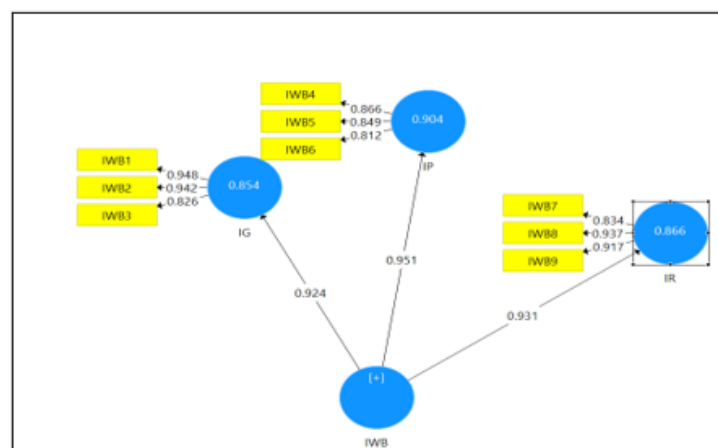 IWB4
IWB5
IWB6
0.866
0.849
0.812
0.904
IP
IWB1
IWB2
IWB3
0.948
0.942
0.826
0.854
IG
IWB7
IWB8
IWB9
0.834
0.937
0.917
0.866
IR
0.951
0.924
0.931
[+]
IWB